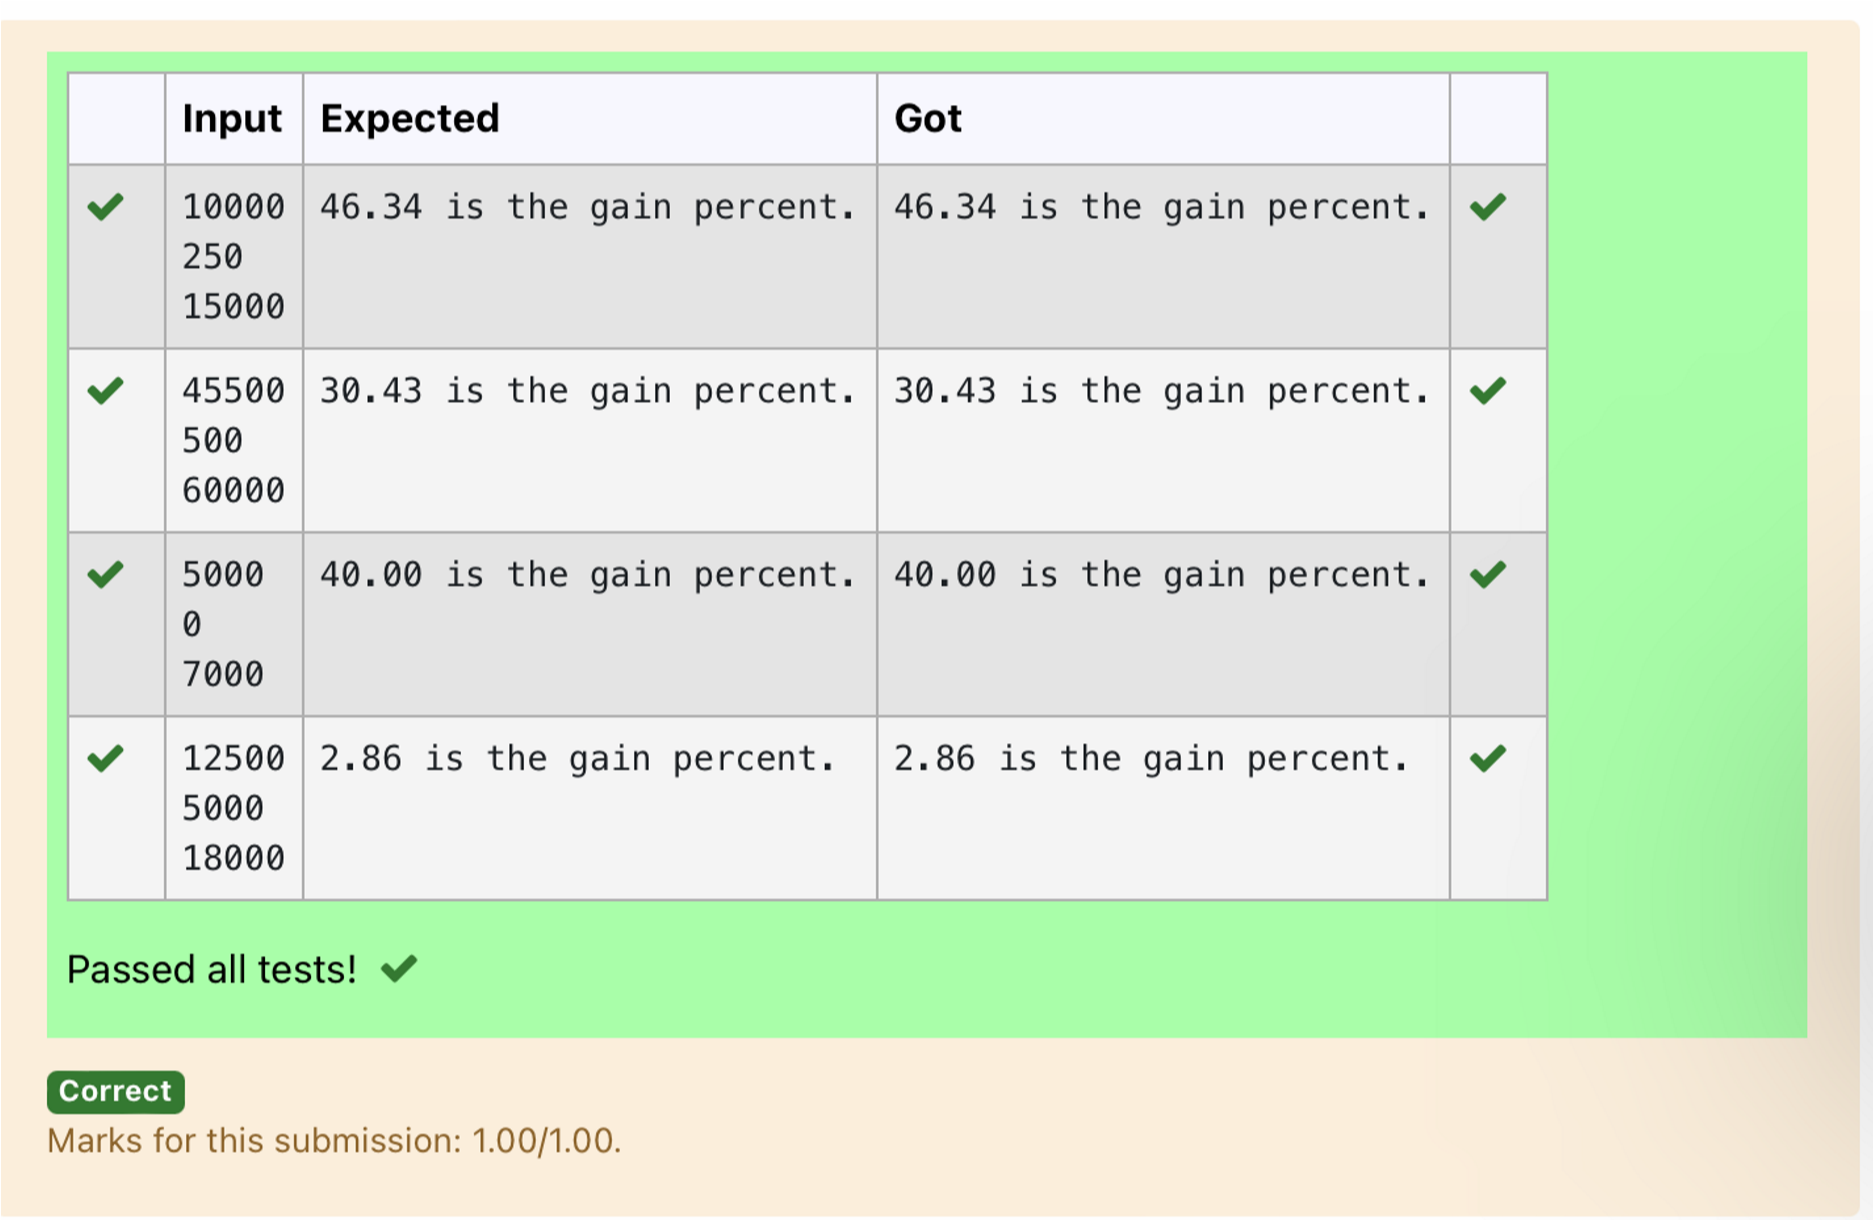 Input Expected Got
10000 46.34 is the gain percent. 46.34 is the gain percent.
250
15000
45500 30.43 is the gain percent. 30.43 is the gain percent.
500
60000
5000 40.00 is the gain percent. 40.00 is the gain percent.
0
7000
12500 2.86 is the gain percent. 2.86 is the gain percent.
5000
18000
Passed all tests!
Correct
Marks for this submission: 1.00/1.00.